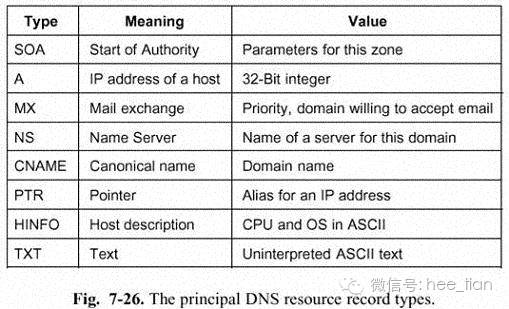 Type Meaning Value
SOA Start of Authority Parameters for this zone
A IP address of a host 32-Bit integer
MX Mail exchange Priority, domain willing to accept email
NS Name Server Name of a server for this domain
CNAME Canonical name Domain name
PTR Pointer Alias for an IP address
HINFO Host description CPU and OS in ASCII
TXT Text Uninterpreted ASCII text
微信号: hee_tian
Fig. 7-26. The principal DNS resource record types.